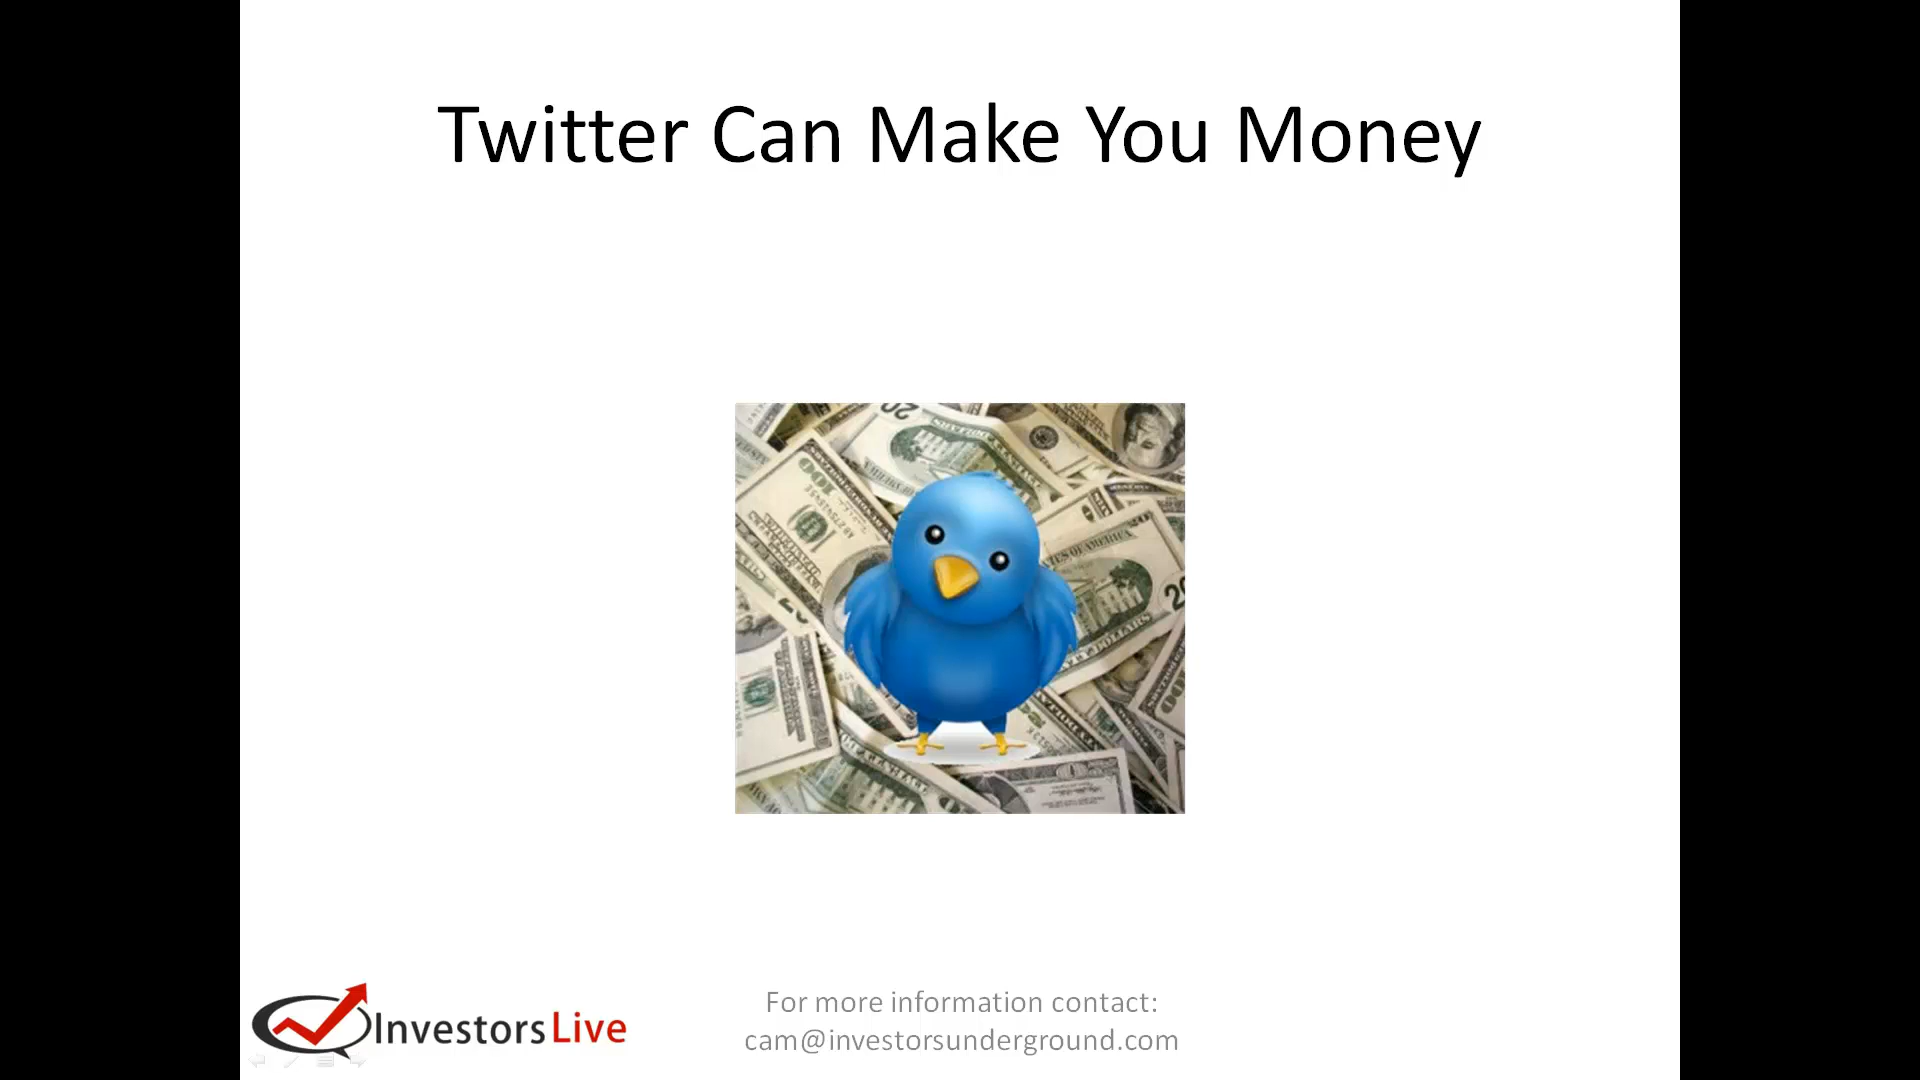 Twitter Can Make You Money
InvestorsLive
For more information contact:
cam@investorsunderground.com